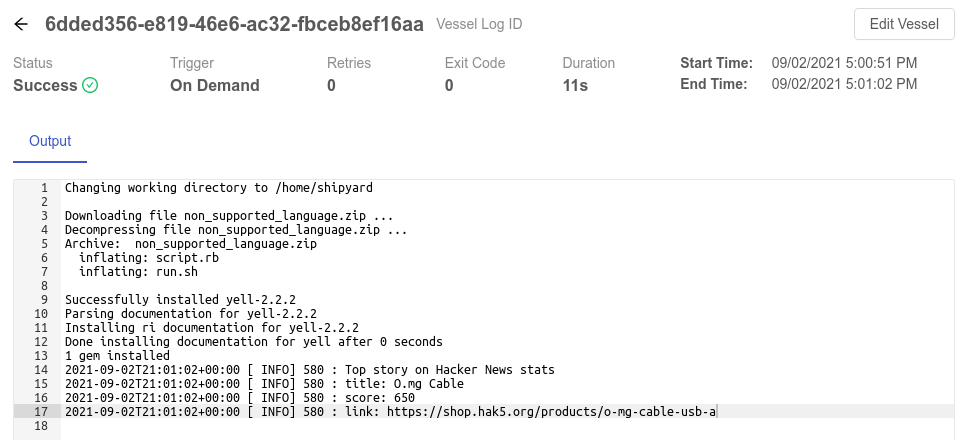 6dded356-e819-46e6-ac32-fbceb8ef16aa Vessel Log ID Edit Vessel
Status Trigger Retries Exit Code Duration Start Time: 09/02/2021 5:00:51 PM
Success On Demand 0 0 11s End Time: 09/02/2021 5:01:02 PM
Output
1 Changing working directory to /home/shipyard
2
3 Downloading file non_supported_language.zip ...
4 Decompressing file non_supported_language.zip ...
5 Archive:  non_supported_language.zip
6   inflating: script.rb
7   inflating: run.sh
8
9 Successfully installed yell-2.2.2
10 Parsing documentation for yell-2.2.2
11 Installing ri documentation for yell-2.2.2
12 Done installing documentation for yell after 0 seconds
13 1 gem installed
14 2021-09-02T21:01:02+00:00 [ INFO] 580 : Top story on Hacker News stats
15 2021-09-02T21:01:02+00:00 [ INFO] 580 : title: O.mg Cable
16 2021-09-02T21:01:02+00:00 [ INFO] 580 : score: 650
17 2021-09-02T21:01:02+00:00 [ INFO] 580 : link: https://shop.hak5.org/products/o-mg-cable-usb-a
18